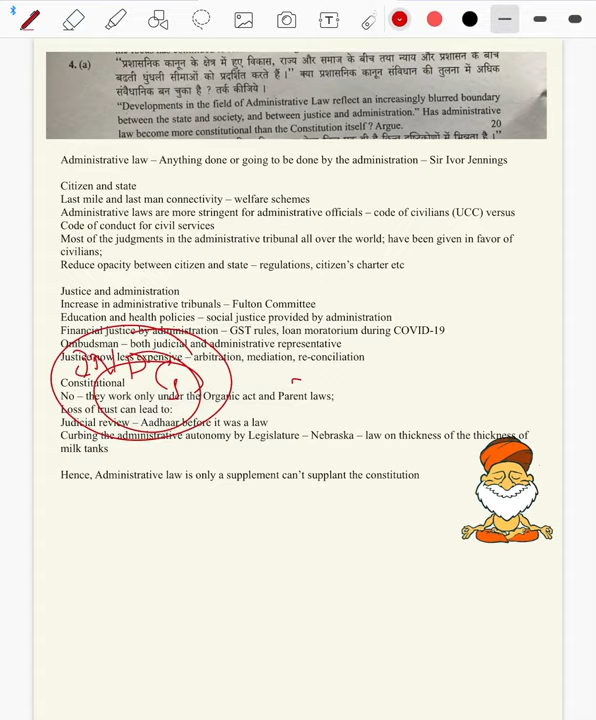 4. (a) "प्रशासनिक कानून के क्षेत्र में हुए विकास, राज्य और समाज के बीच तथा न्याय और प्रशासन के बीच
बढ़ती धुंधली सीमाओं को प्रदर्शित करते हैं।" क्या प्रशासनिक कानून संविधान की तुलना में अधिक
संवैधानिक बन चुका है ? तर्क कीजिये ।
"Developments in the field of Administrative Law reflect an increasingly blurred boundary
between the state and society, and between justice and administration." Has administrative
law become more constitutional than the Constitution itself ? Argue. 20
Administrative law – Anything done or going to be done by the administration – Sir Ivor Jennings
Citizen and state
Last mile and last man connectivity – welfare schemes
Administrative laws are more stringent for administrative officials – code of civilians (UCC) versus
Code of conduct for civil services
Most of the judgments in the administrative tribunal all over the world; have been given in favor of
civilians;
Reduce opacity between citizen and state – regulations, citizen's charter etc
Justice and administration
Increase in administrative tribunals – Fulton Committee
Education and health policies – social justice provided by administration
Financial justice by administration – GST rules, loan moratorium during COVID-19
Ombudsman – both judicial and administrative representative
Justice now less expensive – arbitration, mediation, re-conciliation
Constitutional
No – they work only under the Organic act and Parent laws;
Loss of trust can lead to:
Judicial review – Aadhaar before it was a law
Curbing the administrative autonomy by Legislature – Nebraska – law on thickness of the thickness of
milk tanks
Hence, Administrative law is only a supplement can't supplant the constitution